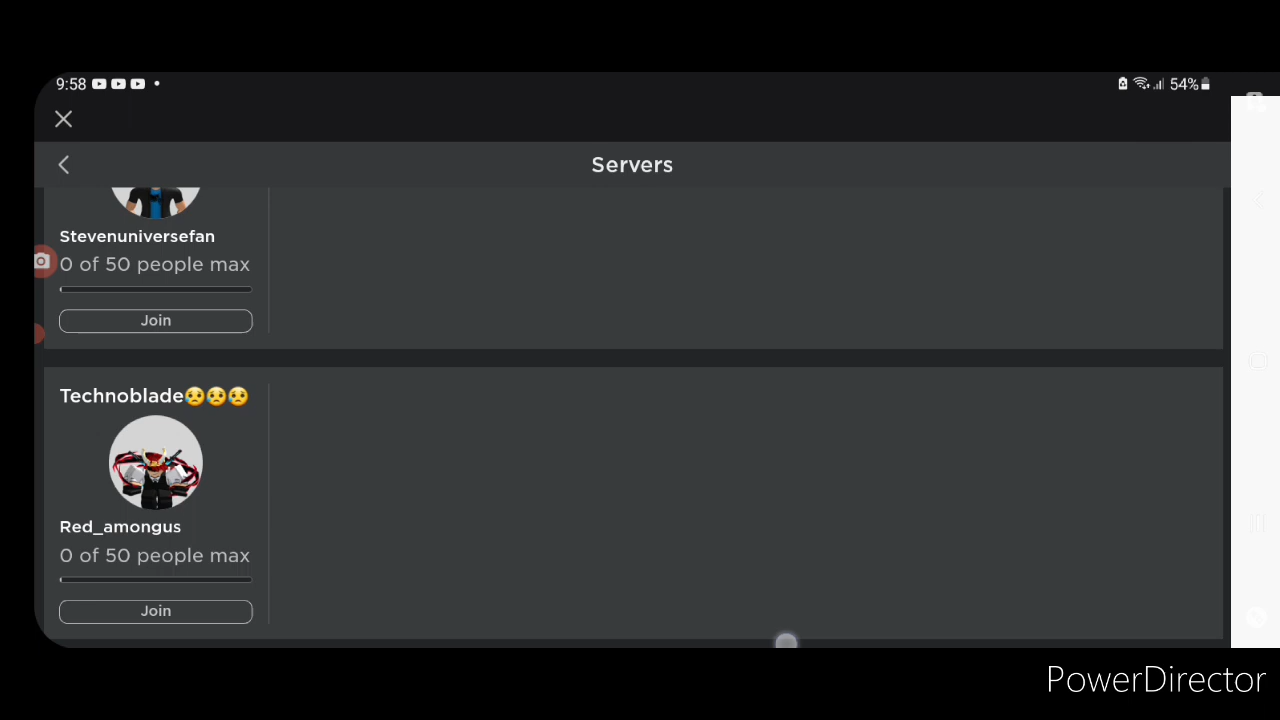 9:58
54%
Servers
Stevenuniversefan
0 of 50 people max
Join
Technoblade😥😥😥
Red_amongus
0 of 50 people max
Join
PowerDirector